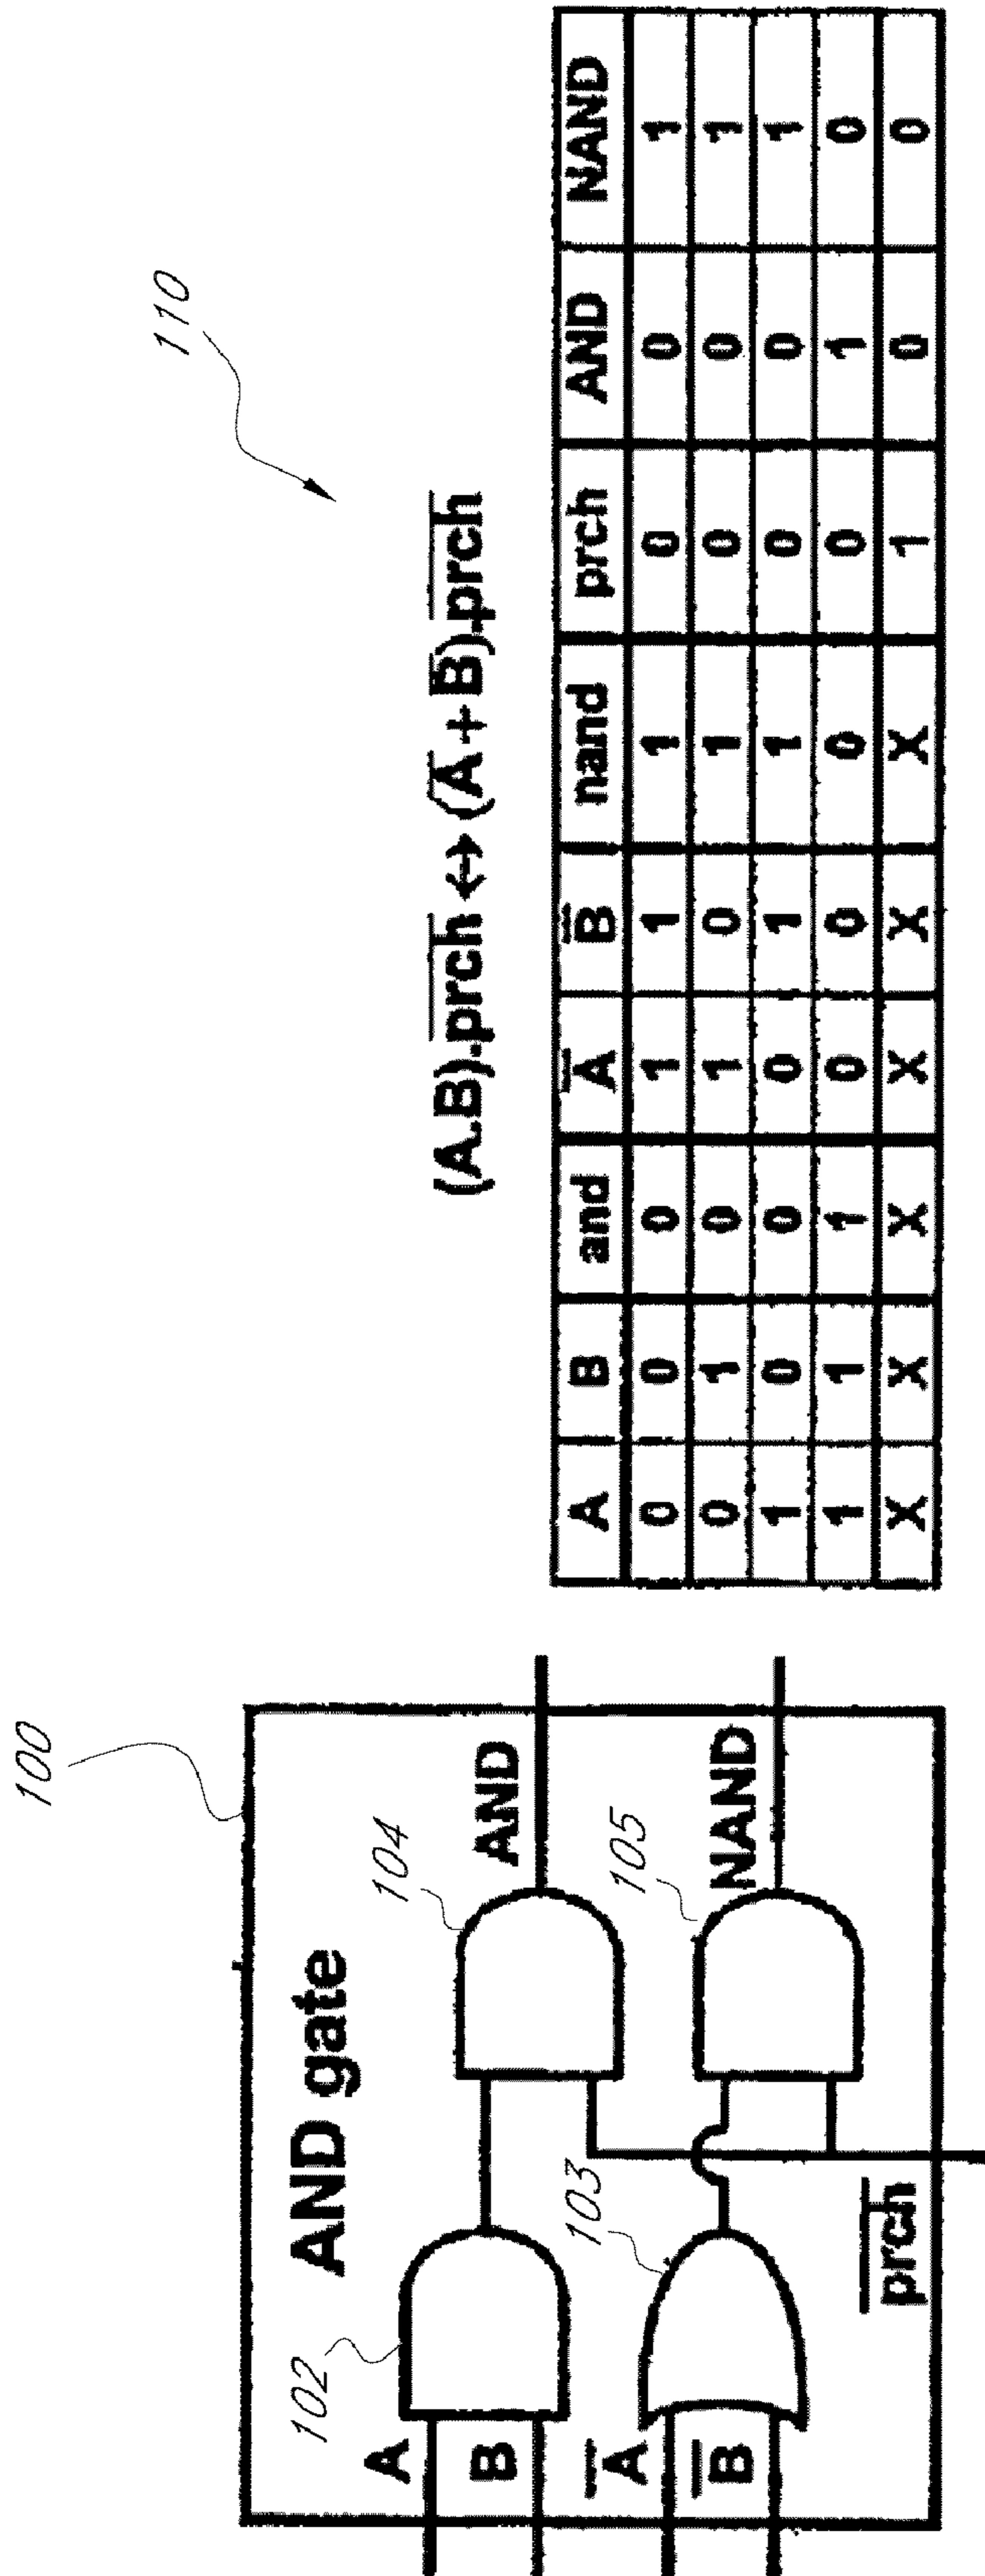 100
AND gate
102
104
A
B
AND
103
105
A̅
B̅
NAND
p̅r̅c̅h̅
110
(A.B).p̅r̅c̅h̅ ↔ (A̅+B̅).p̅r̅c̅h̅
A B and A̅ B̅ nand prch AND NAND
0 0 0 1 1 1 0 0 1
0 1 0 1 0 1 0 0 1
1 0 0 0 1 1 0 0 1
1 1 1 0 0 0 0 1 0
X X X X X X 1 0 0